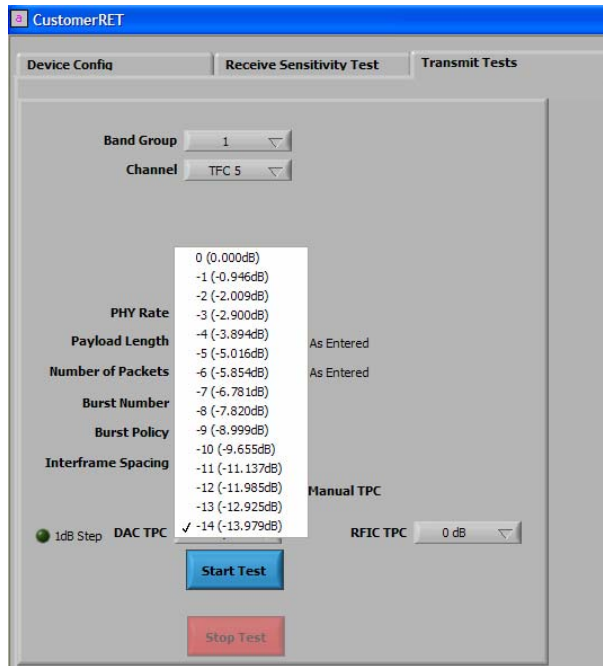 a CustomerRET
Device Config Receive Sensitivity Test Transmit Tests
Band Group 1
Channel TFC 5
0 (0.000dB)
-1 (-0.946dB)
-2 (-2.009dB)
PHY Rate -3 (-2.900dB)
-4 (-3.894dB)
Payload Length -5 (-5.016dB) As Entered
Number of Packets -6 (-5.854dB) As Entered
-7 (-6.781dB)
Burst Number -8 (-7.820dB)
Burst Policy -9 (-8.999dB)
-10 (-9.655dB)
Interframe Spacing -11 (-11.137dB)
-12 (-11.985dB) Manual TPC
-13 (-12.925dB)
1dB Step DAC TPC ✓ -14 (-13.979dB) RFIC TPC 0 dB
Start Test
Stop Test